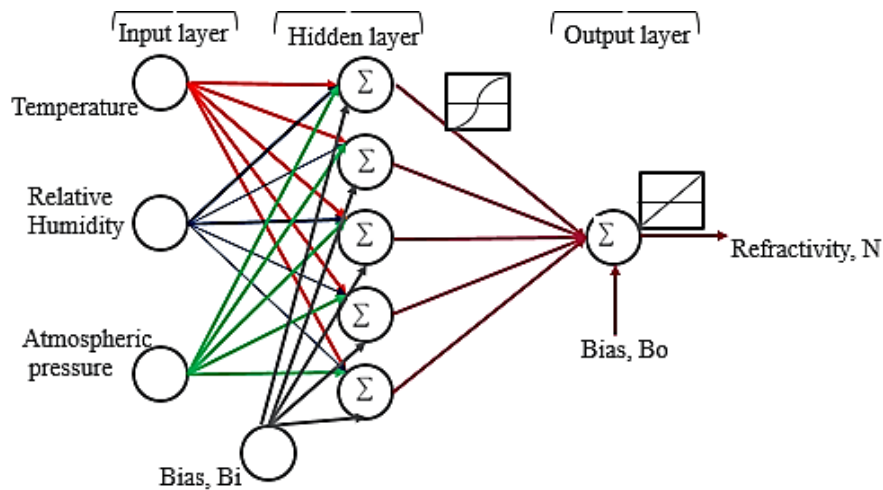 Input layer
Hidden layer
Output layer
Temperature
Relative
Humidity
Atmospheric
pressure
Σ
Σ
Σ
Σ
Σ
Σ
Refractivity, N
Bias, Bo
Bias, Bi